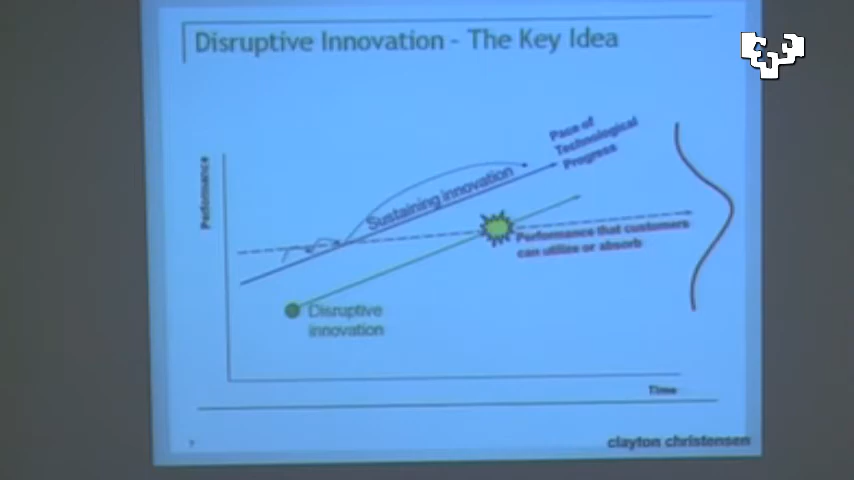 Disruptive Innovation - The Key Idea
Pace of
Technological
Progress
Performance
Sustaining innovation
Performance that customers
can utilize or absorb
Disruptive
innovation
Time
clayton christensen